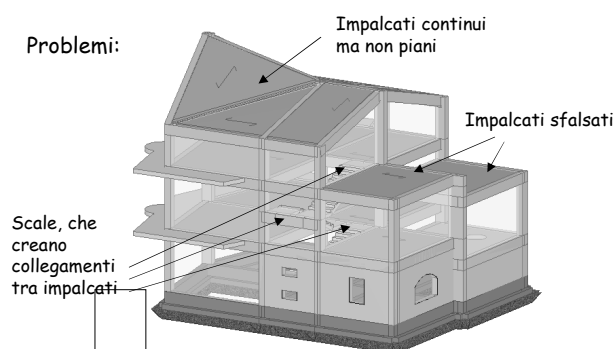 Problemi:
Impalcati continui
ma non piani
Impalcati sfalsati
Scale, che
creano
collegamenti
tra impalcati